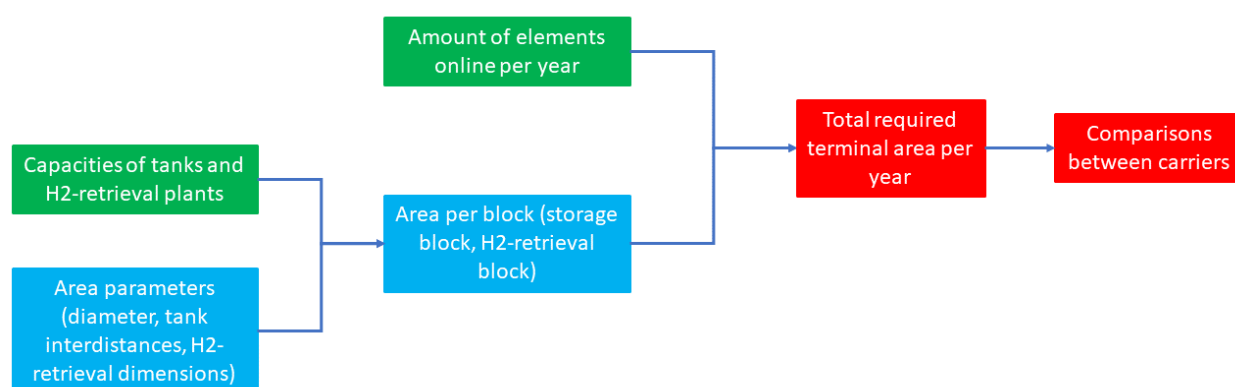 Amount of elements
online per year
Total required
terminal area per
year
Comparisons
between carriers
Capacities of tanks and
H2-retrieval plants
Area per block (storage
block, H2-retrieval
block)
Area parameters
(diameter, tank
interdistances, H2-
retrieval dimensions)